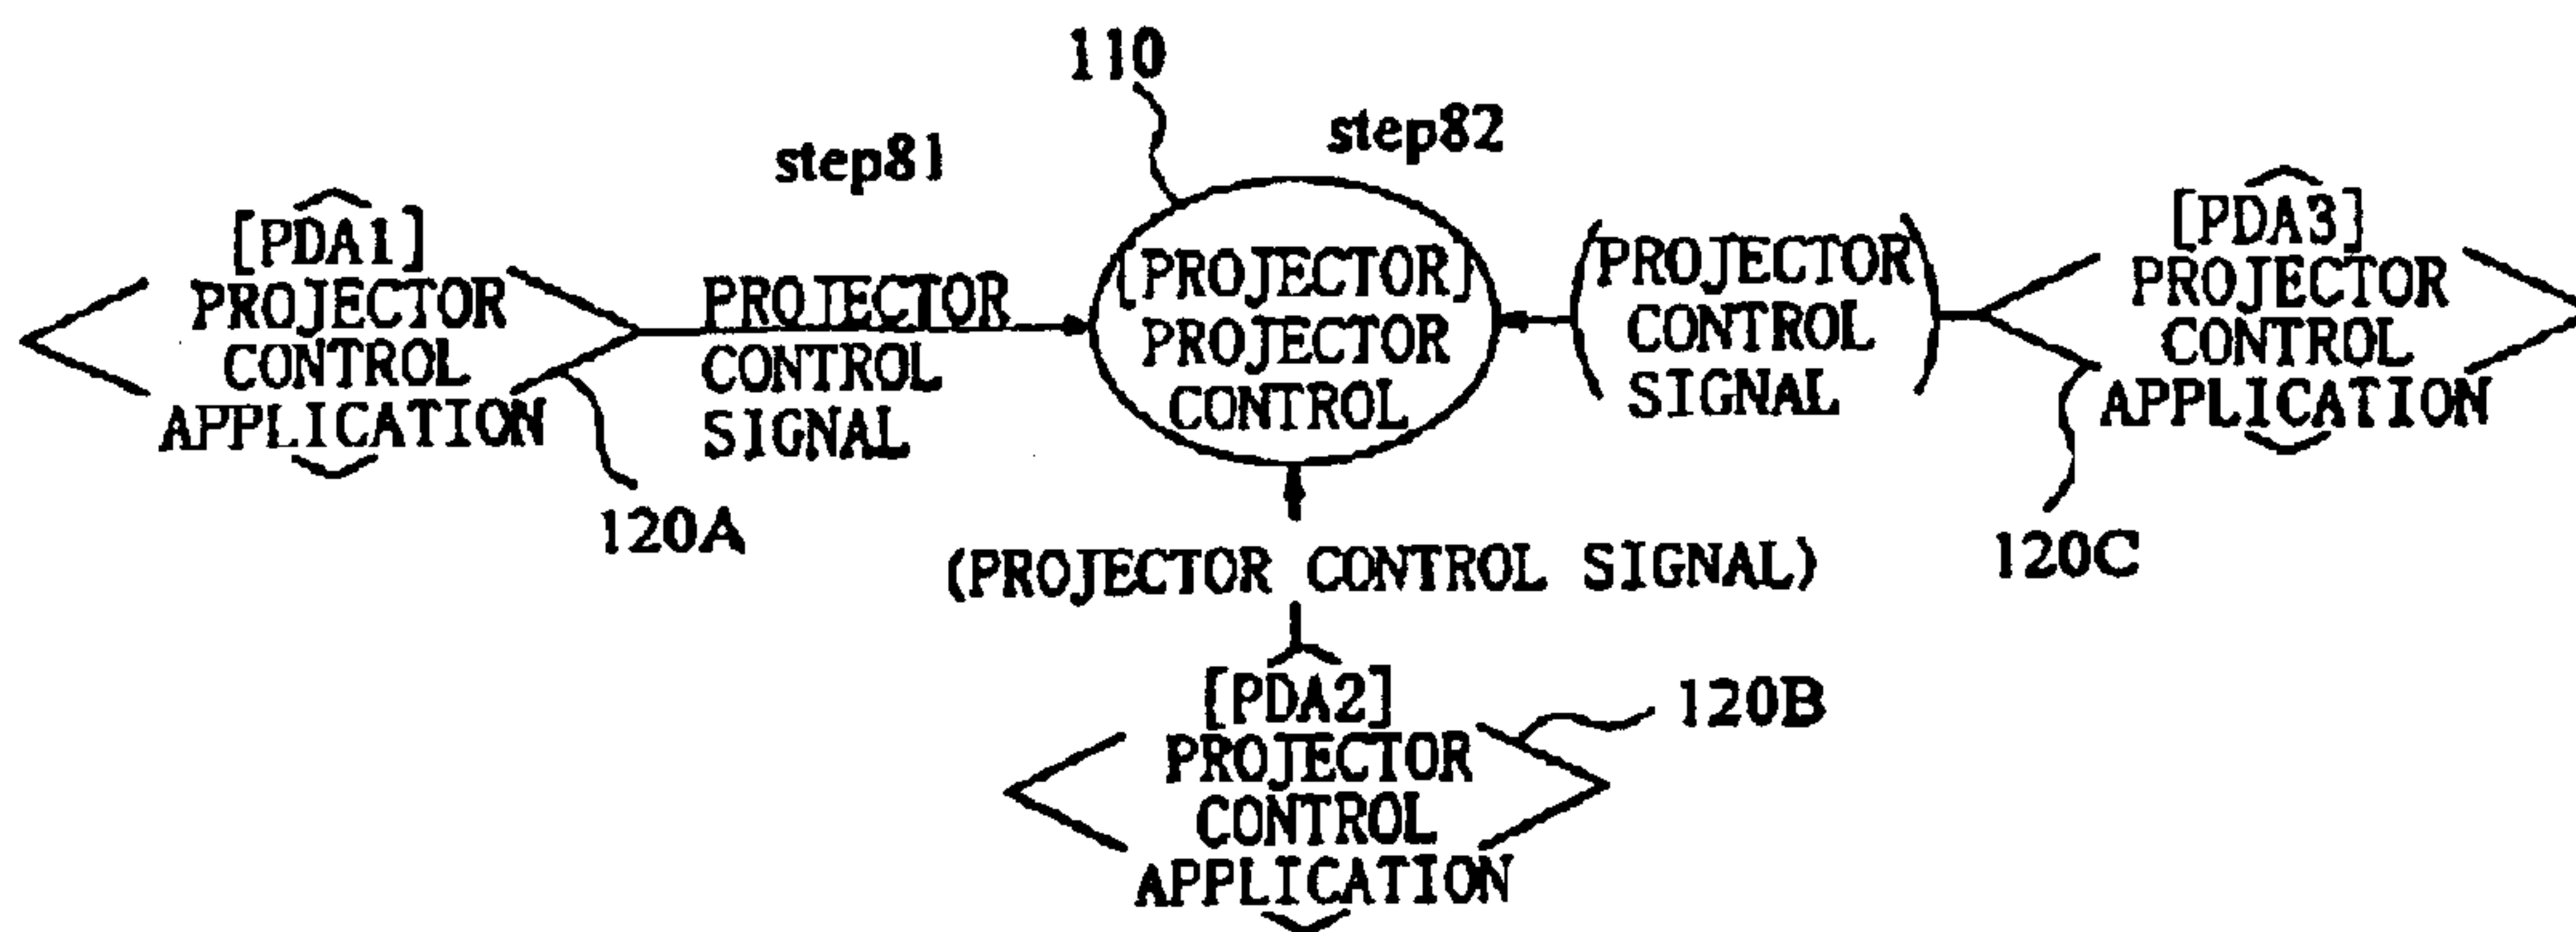 110
step81
step82
[PDA1]
PROJECTOR
CONTROL
APPLICATION
120A
PROJECTOR
CONTROL
SIGNAL
[PROJECTOR]
PROJECTOR
CONTROL
(PROJECTOR
CONTROL
SIGNAL)
[PDA3]
PROJECTOR
CONTROL
APPLICATION
120C
(PROJECTOR CONTROL SIGNAL)
[PDA2]
PROJECTOR
CONTROL
APPLICATION
120B